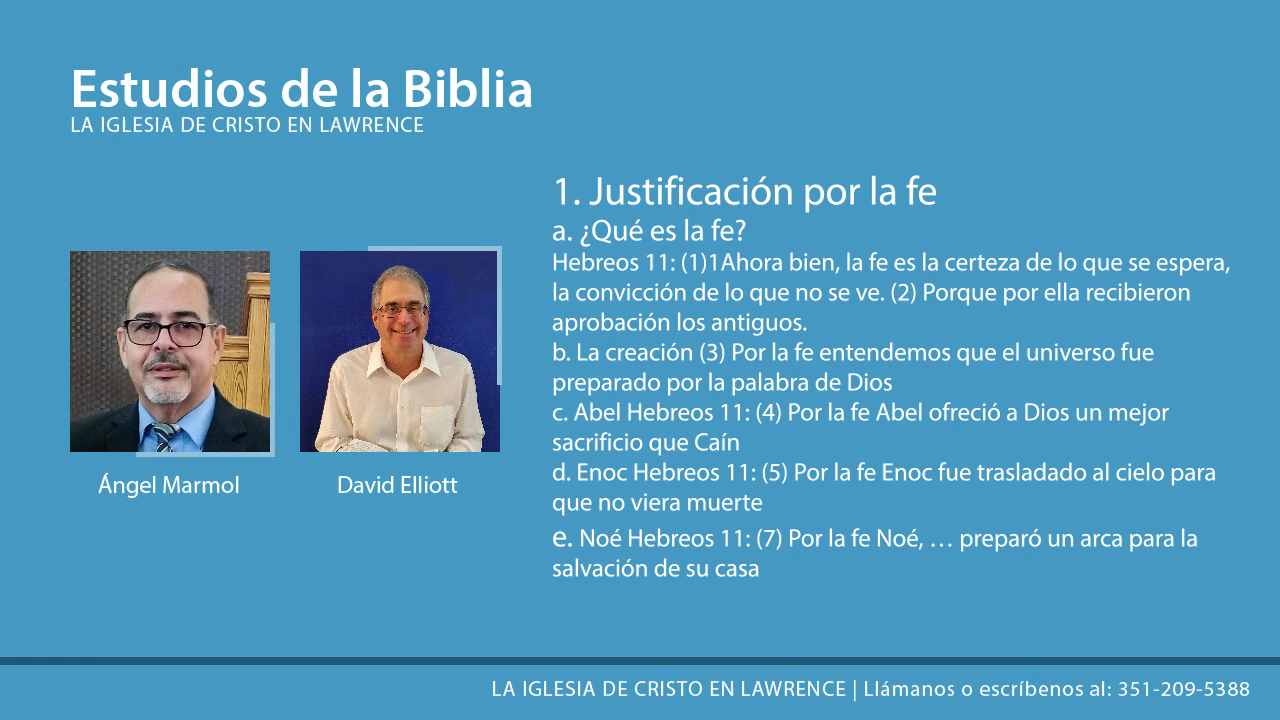 Estudios de la Biblia
LA IGLESIA DE CRISTO EN LAWRENCE
1. Justificación por la fe
a. ¿Qué es la fe?
Hebreos 11: (1)1Ahora bien, la fe es la certeza de lo que se espera,
la convicción de lo que no se ve. (2) Porque por ella recibieron
aprobación los antiguos.
b. La creación (3) Por la fe entendemos que el universo fue
preparado por la palabra de Dios
c. Abel Hebreos 11: (4) Por la fe Abel ofreció a Dios un mejor
sacrificio que Caín
d. Enoc Hebreos 11: (5) Por la fe Enoc fue trasladado al cielo para
que no viera muerte
e. Noé Hebreos 11: (7) Por la fe Noé, … preparó un arca para la
salvación de su casa
Ángel Marmol
David Elliott
LA IGLESIA DE CRISTO EN LAWRENCE | Llámanos o escríbenos al: 351-209-5388